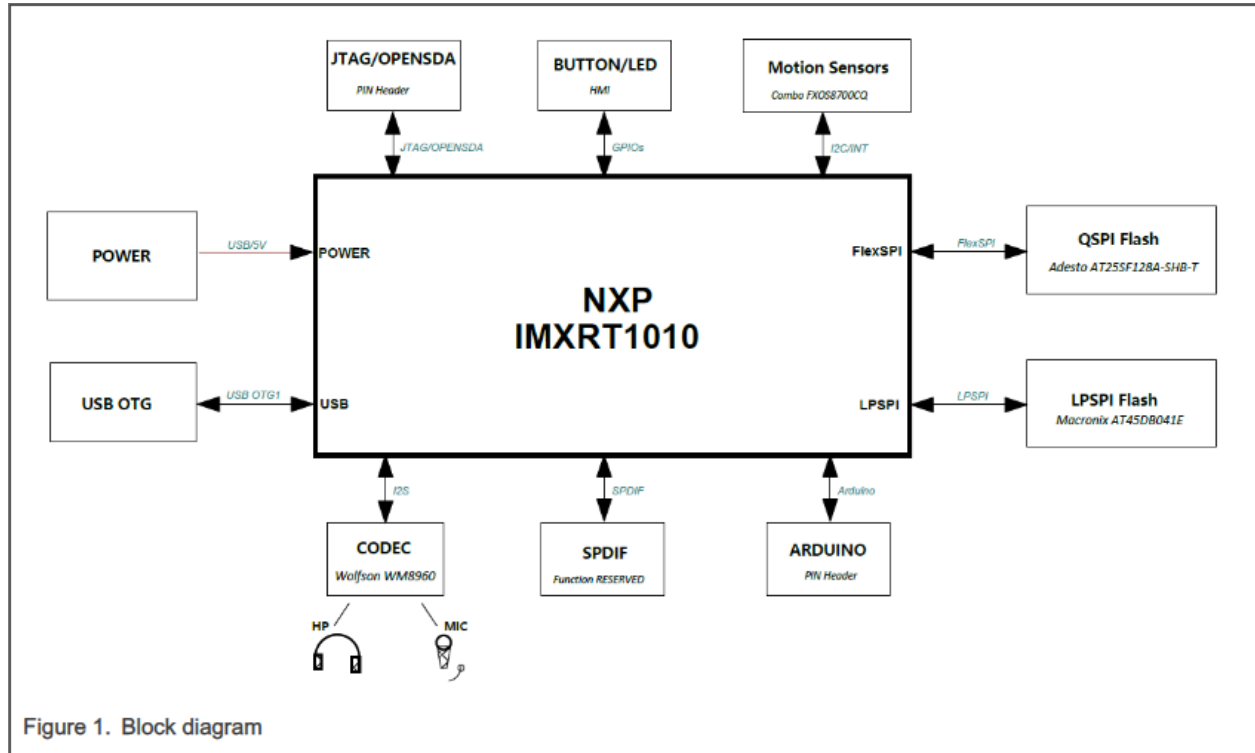 JTAG/OPENSDA
PIN Header
BUTTON/LED
HMI
Motion Sensors
Combo FXOS8700CQ
JTAG/OPENSDA
GPIOs
I2C/INT
POWER
USB/5V
POWER
FlexSPI
FlexSPI
QSPI Flash
Adesto AT25SF128A-SHB-T
NXP
IMXRT1010
USB OTG
USB OTG1
USB
LPSPI
LPSPI
LPSPI Flash
Macronix AT45DB041E
I2S
SPDIF
Arduino
CODEC
Wolfson WM8960
SPDIF
Function RESERVED
ARDUINO
PIN Header
HP
MIC
Figure 1. Block diagram